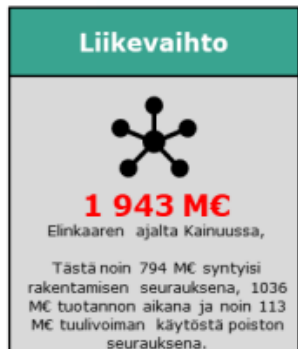 Liikevaihto
1 943 M€
Elinkaaren ajalta Kainuussa,
Tästä noin 794 M€ syntyisi
rakentamisen seurauksena, 1036
M€ tuotannon aikana ja noin 113
M€ tuulivoiman käytöstä poiston
seurauksena.